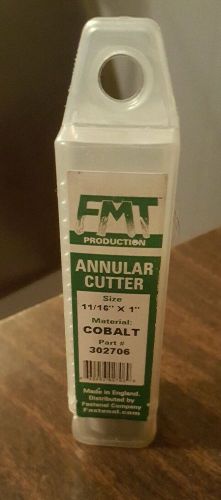 FMT
PRODUCTION
ANNULAR
CUTTER
Size
11/16" X 1"
Material:
COBALT
Part #
302706
Made in England.
Distributed by
Fastenal Company
Fastenal.com